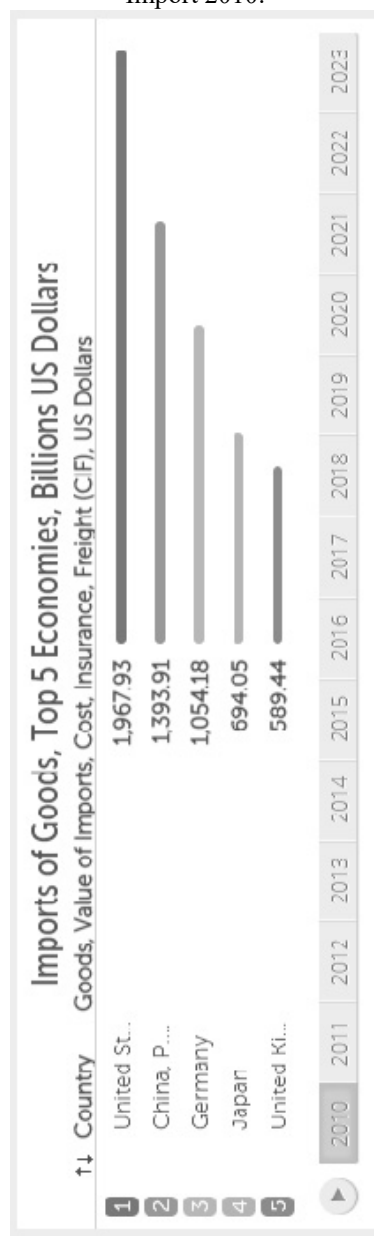 Import 2010:
Imports of Goods, Top 5 Economies, Billions US Dollars
↑↓ Country Goods, Value of Imports, Cost, Insurance, Freight (CIF), US Dollars
1 United St... 1,967.93
2 China, P.... 1,393.91
3 Germany 1,054.18
4 Japan 694.05
5 United Ki... 589.44
2010 2011 2012 2013 2014 2015 2016 2017 2018 2019 2020 2021 2022 2023